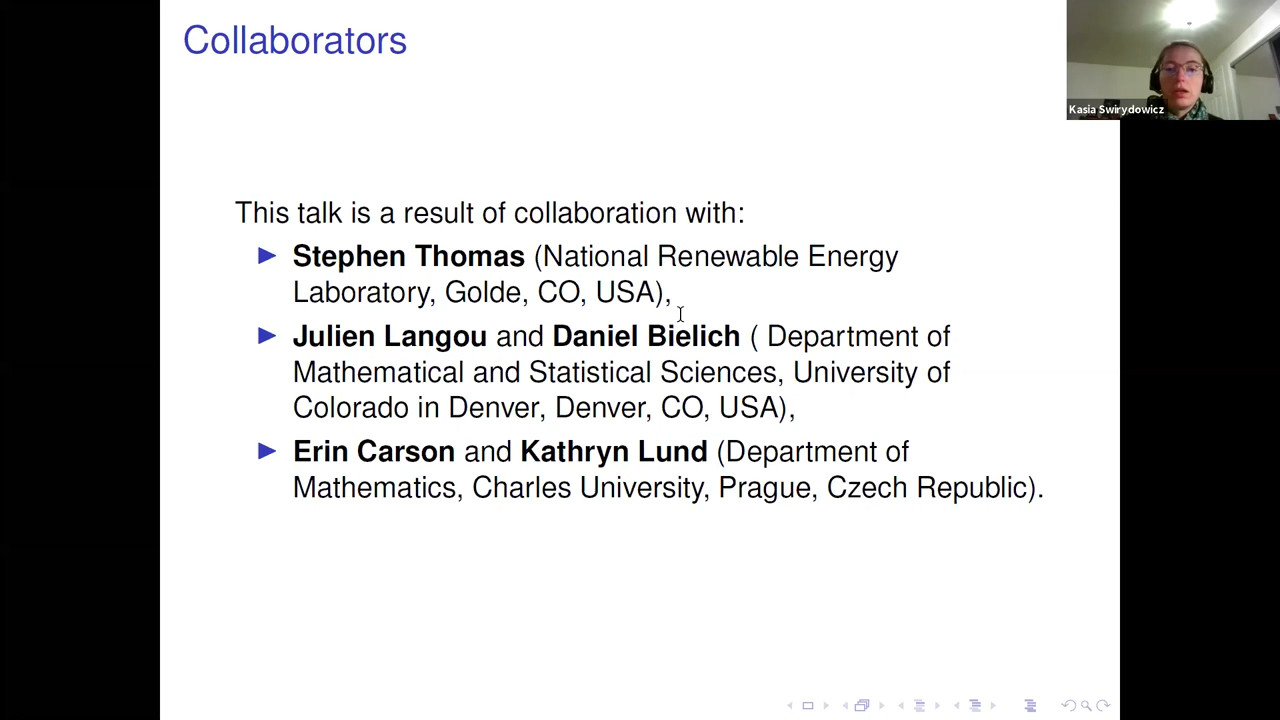 Collaborators
Kasia Swirydowicz
This talk is a result of collaboration with:
Stephen Thomas (National Renewable Energy
Laboratory, Golde, CO, USA),
Julien Langou and Daniel Bielich ( Department of
Mathematical and Statistical Sciences, University of
Colorado in Denver, Denver, CO, USA),
Erin Carson and Kathryn Lund (Department of
Mathematics, Charles University, Prague, Czech Republic).